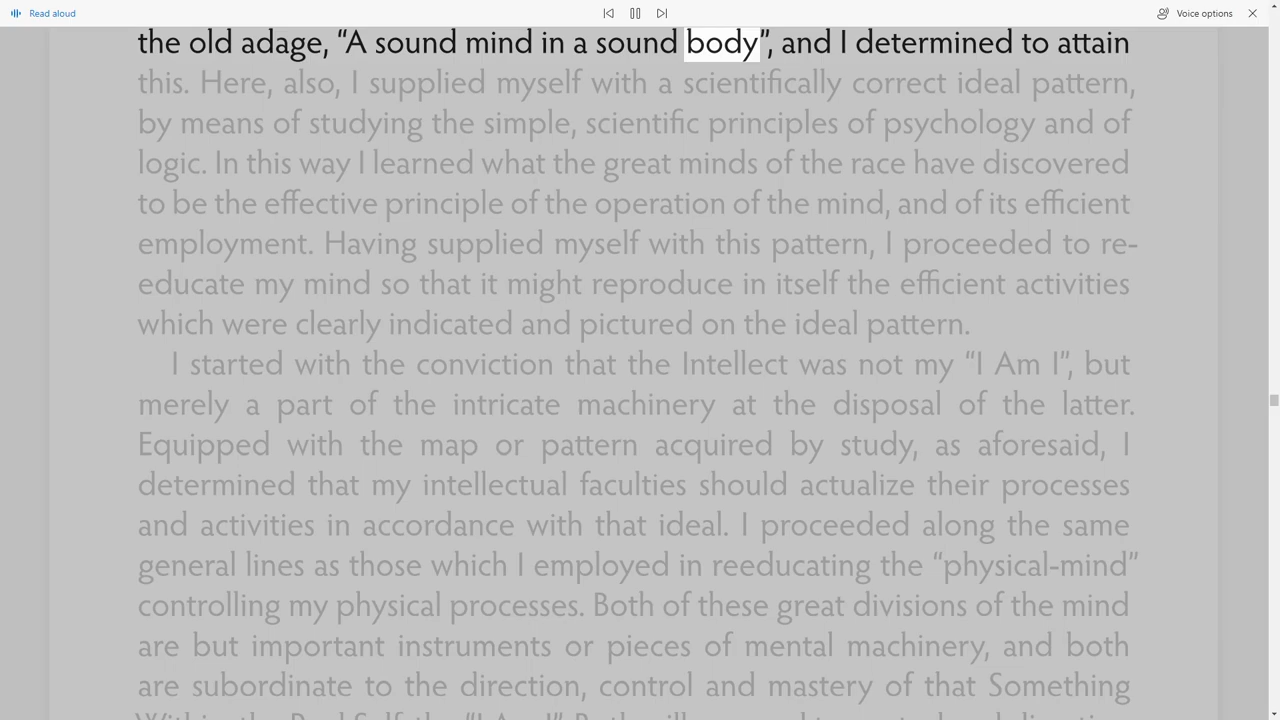 Read aloud
Voice options
the old adage, “A sound mind in a sound body”, and I determined to attain
this. Here, also, I supplied myself with a scientifically correct ideal pattern,
by means of studying the simple, scientific principles of psychology and of
logic. In this way I learned what the great minds of the race have discovered
to be the effective principle of the operation of the mind, and of its efficient
employment. Having supplied myself with this pattern, I proceeded to re-
educate my mind so that it might reproduce in itself the efficient activities
which were clearly indicated and pictured on the ideal pattern.
I started with the conviction that the Intellect was not my “I Am I”, but
merely a part of the intricate machinery at the disposal of the latter.
Equipped with the map or pattern acquired by study, as aforesaid, I
determined that my intellectual faculties should actualize their processes
and activities in accordance with that ideal. I proceeded along the same
general lines as those which I employed in reeducating the “physical-mind”
controlling my physical processes. Both of these great divisions of the mind
are but important instruments or pieces of mental machinery, and both
are subordinate to the direction, control and mastery of that Something